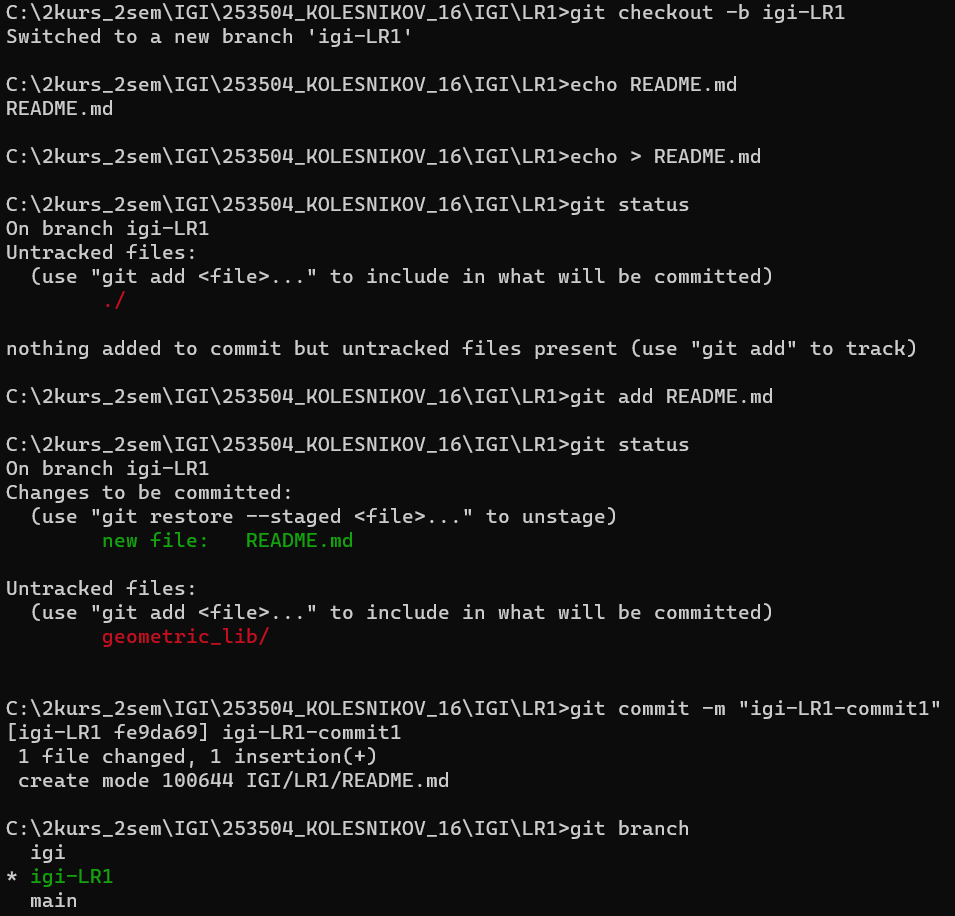 C:\2kurs_2sem\IGI\253504_KOLESNIKOV_16\IGI\LR1>git checkout -b igi-LR1
Switched to a new branch 'igi-LR1'
C:\2kurs_2sem\IGI\253504_KOLESNIKOV_16\IGI\LR1>echo README.md
README.md
C:\2kurs_2sem\IGI\253504_KOLESNIKOV_16\IGI\LR1>echo > README.md
C:\2kurs_2sem\IGI\253504_KOLESNIKOV_16\IGI\LR1>git status
On branch igi-LR1
Untracked files:
  (use "git add <file>..." to include in what will be committed)
        ./
nothing added to commit but untracked files present (use "git add" to track)
C:\2kurs_2sem\IGI\253504_KOLESNIKOV_16\IGI\LR1>git add README.md
C:\2kurs_2sem\IGI\253504_KOLESNIKOV_16\IGI\LR1>git status
On branch igi-LR1
Changes to be committed:
  (use "git restore --staged <file>..." to unstage)
        new file:   README.md
Untracked files:
  (use "git add <file>..." to include in what will be committed)
        geometric_lib/
C:\2kurs_2sem\IGI\253504_KOLESNIKOV_16\IGI\LR1>git commit -m "igi-LR1-commit1"
[igi-LR1 fe9da69] igi-LR1-commit1
 1 file changed, 1 insertion(+)
 create mode 100644 IGI/LR1/README.md
C:\2kurs_2sem\IGI\253504_KOLESNIKOV_16\IGI\LR1>git branch
  igi
* igi-LR1
  main